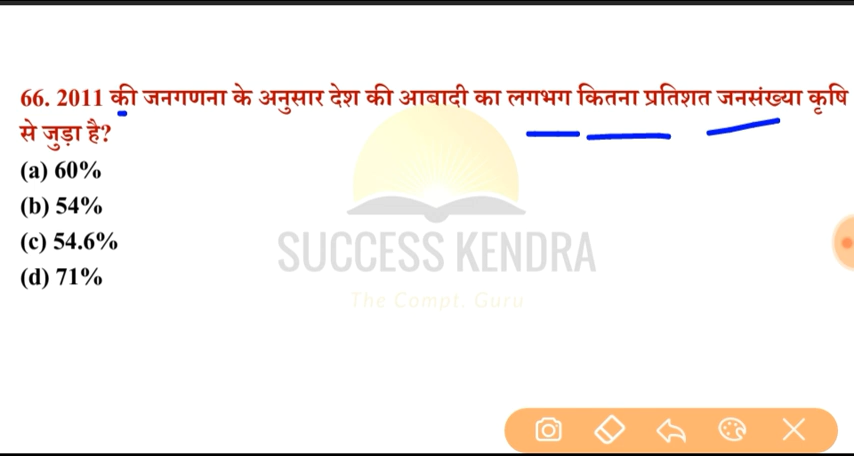 66. 2011 की जनगणना के अनुसार देश की आबादी का लगभग कितना प्रतिशत जनसंख्या कृषि
से जुड़ा है?
(a) 60%
(b) 54%
(c) 54.6%
(d) 71%
SUCCESS KENDRA
The Compt. Guru